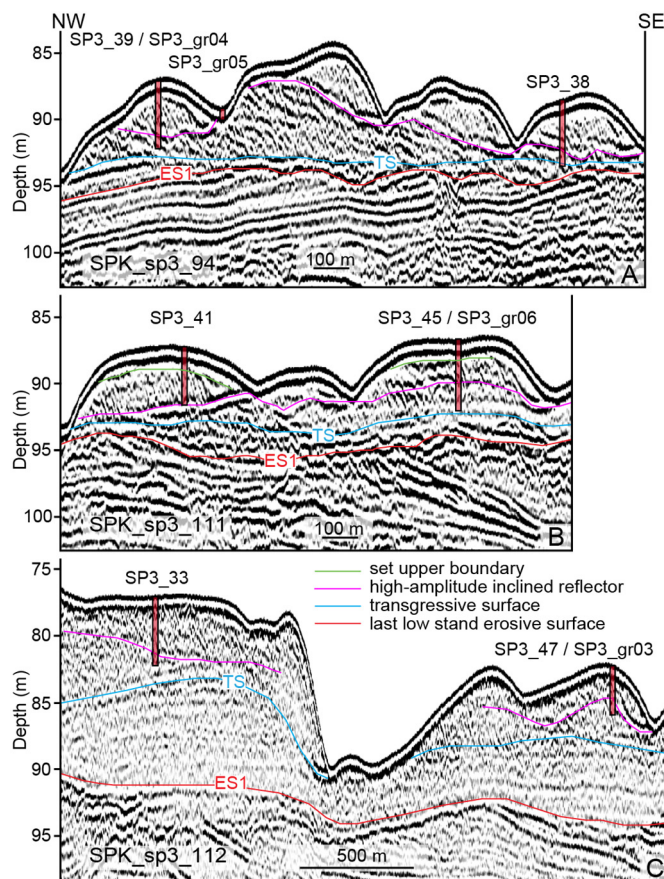 NW
SE
SP3_39 / SP3_gr04
SP3_gr05
SP3_38
85
90
95
100
Depth (m)
TS
ES1
SPK_sp3_94
100 m
A
SP3_41
SP3_45 / SP3_gr06
85
90
95
100
Depth (m)
TS
ES1
SPK_sp3_111
100 m
B
75
SP3_33
set upper boundary
high-amplitude inclined reflector
transgressive surface
last low stand erosive surface
SP3_47 / SP3_gr03
80
85
90
95
Depth (m)
TS
ES1
SPK_sp3_112
500 m
C